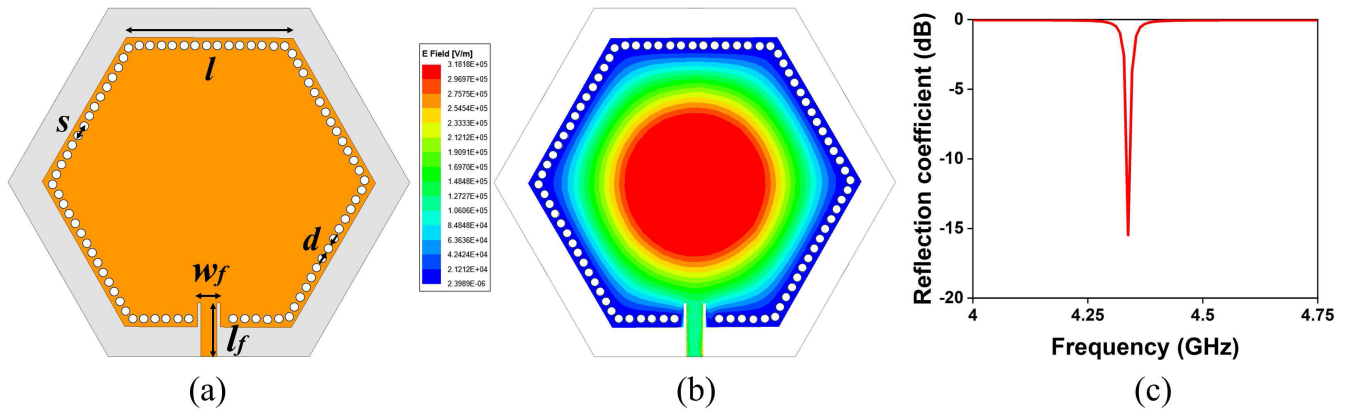 l
s
d
wf
lf
(a)
E Field [V/m]
3.1818E+05
2.9697E+05
2.7575E+05
2.5454E+05
2.3333E+05
2.1212E+05
1.9091E+05
1.6970E+05
1.4848E+05
1.2727E+05
1.0606E+05
8.4848E+04
6.3636E+04
4.2424E+04
2.1212E+04
2.3989E-06
(b)
Reflection coefficient (dB)
0
-5
-10
-15
-20
4
4.25
4.5
4.75
Frequency (GHz)
(c)